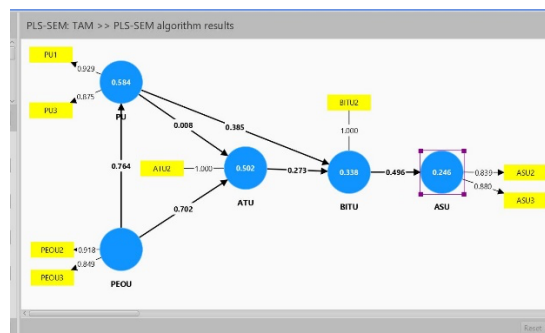 PLS-SEM: TAM >> PLS-SEM algorithm results
PU1
0.929
0.584
PU3
0.875
PU
BITU2
0.008
0.385
1.000
0.764
ATU2
1.000
0.502
0.273
0.338
0.496
0.246
0.839
ASU2
0.880
ASU3
ATU
BITU
ASU
0.702
PEOU2
0.918
PEOU3
0.849
PEOU
Reset